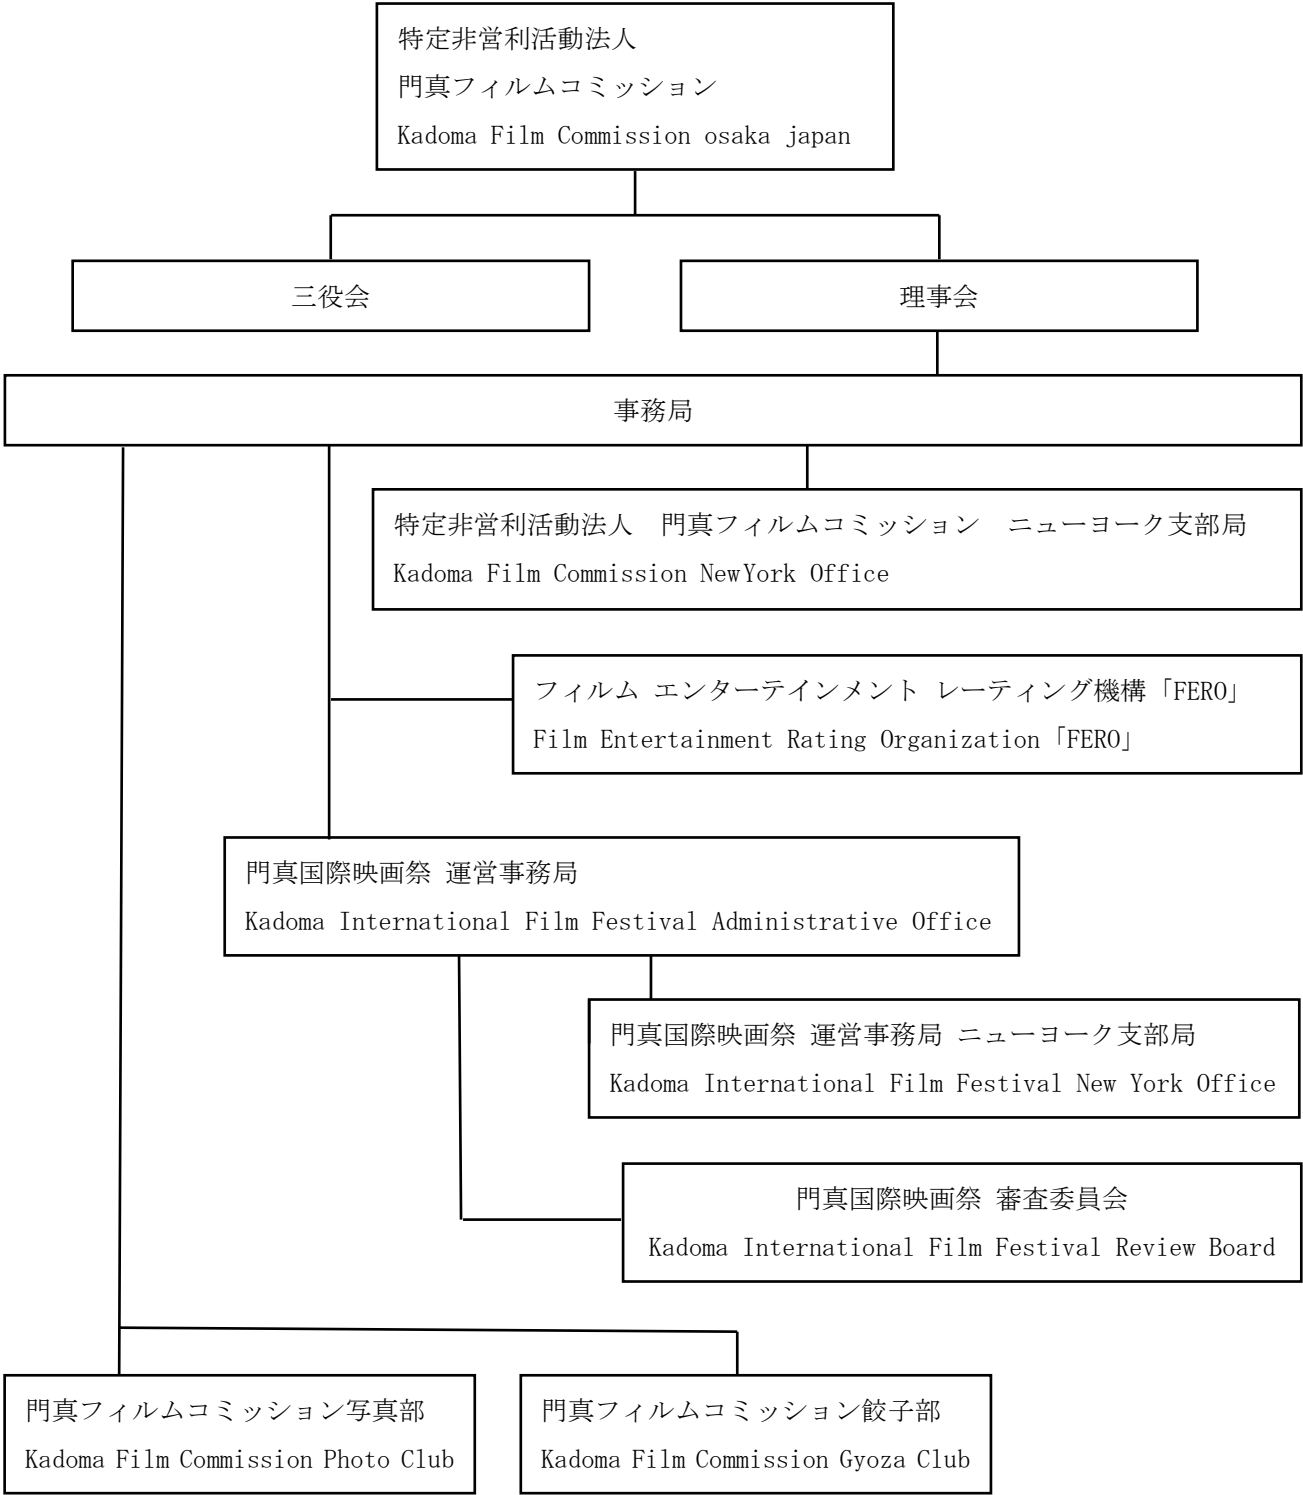 特定非営利活動法人
門真フィルムコミッション
Kadoma Film Commission osaka japan
三役会
理事会
事務局
特定非営利活動法人　門真フィルムコミッション　ニューヨーク支部局
Kadoma Film Commission NewYork Office
フィルム エンターテインメント レーティング機構「FERO」
Film Entertainment Rating Organization「FERO」
門真国際映画祭 運営事務局
Kadoma International Film Festival Administrative Office
門真国際映画祭 運営事務局 ニューヨーク支部局
Kadoma International Film Festival New York Office
門真国際映画祭 審査委員会
Kadoma International Film Festival Review Board
門真フィルムコミッション写真部
Kadoma Film Commission Photo Club
門真フィルムコミッション餃子部
Kadoma Film Commission Gyoza Club